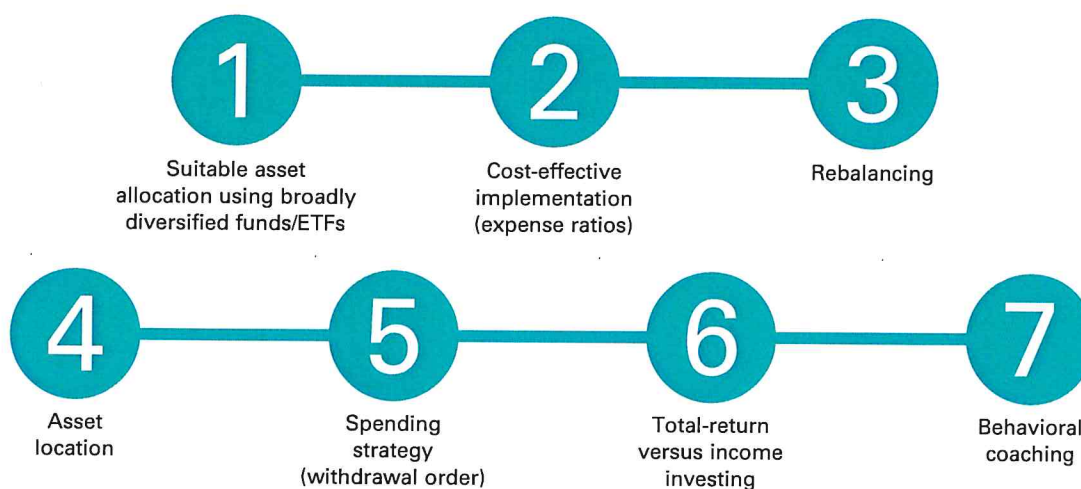 1
2
3
Suitable asset
allocation using broadly
diversified funds/ETFs
Cost-effective
implementation
(expense ratios)
Rebalancing
4
5
6
7
Asset
location
Spending
strategy
(withdrawal order)
Total-return
versus income
investing
Behavioral
coaching